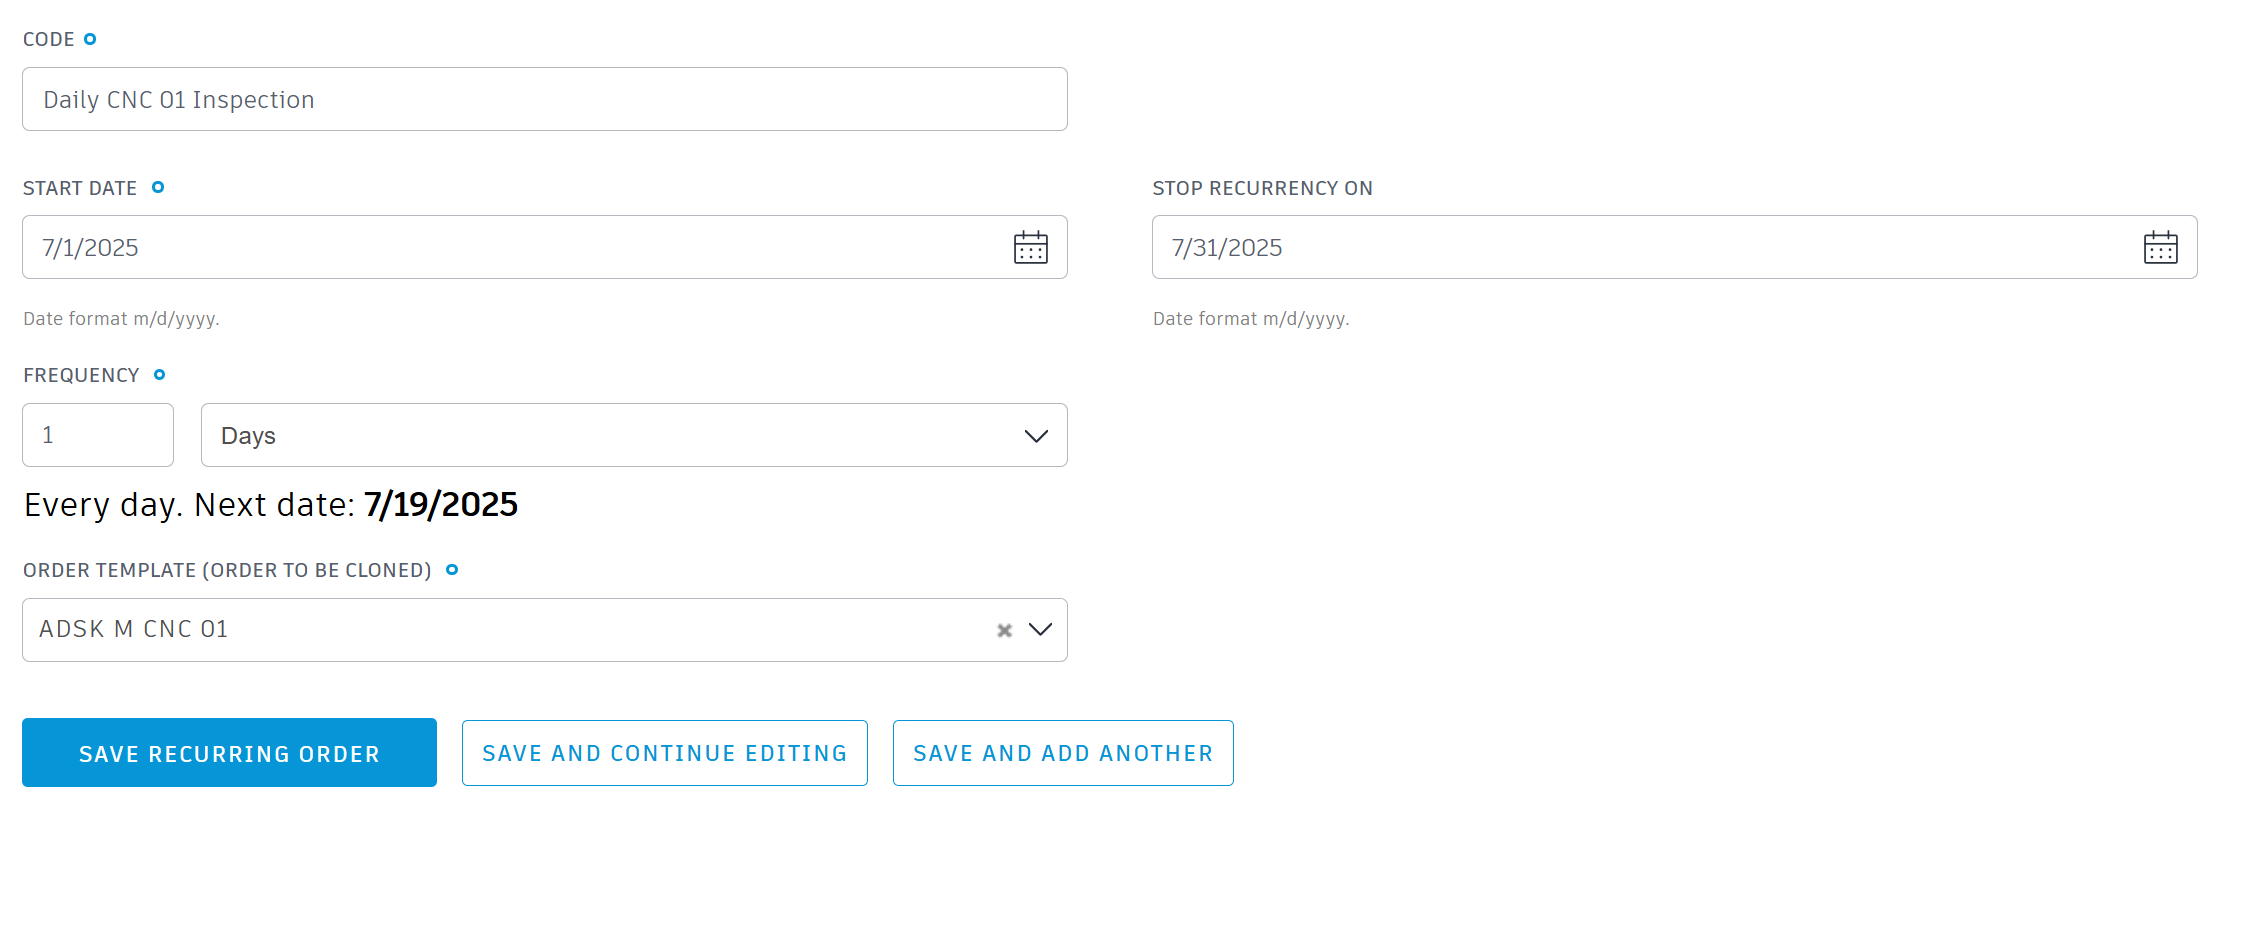 CODE
Daily CNC 01 Inspection
START DATE
STOP RECURRENCY ON
7/1/2025
7/31/2025
Date format m/d/yyyy.
Date format m/d/yyyy.
FREQUENCY
1
Days
Every day. Next date: 7/19/2025
ORDER TEMPLATE (ORDER TO BE CLONED)
ADSK M CNC 01
SAVE RECURRING ORDER
SAVE AND CONTINUE EDITING
SAVE AND ADD ANOTHER